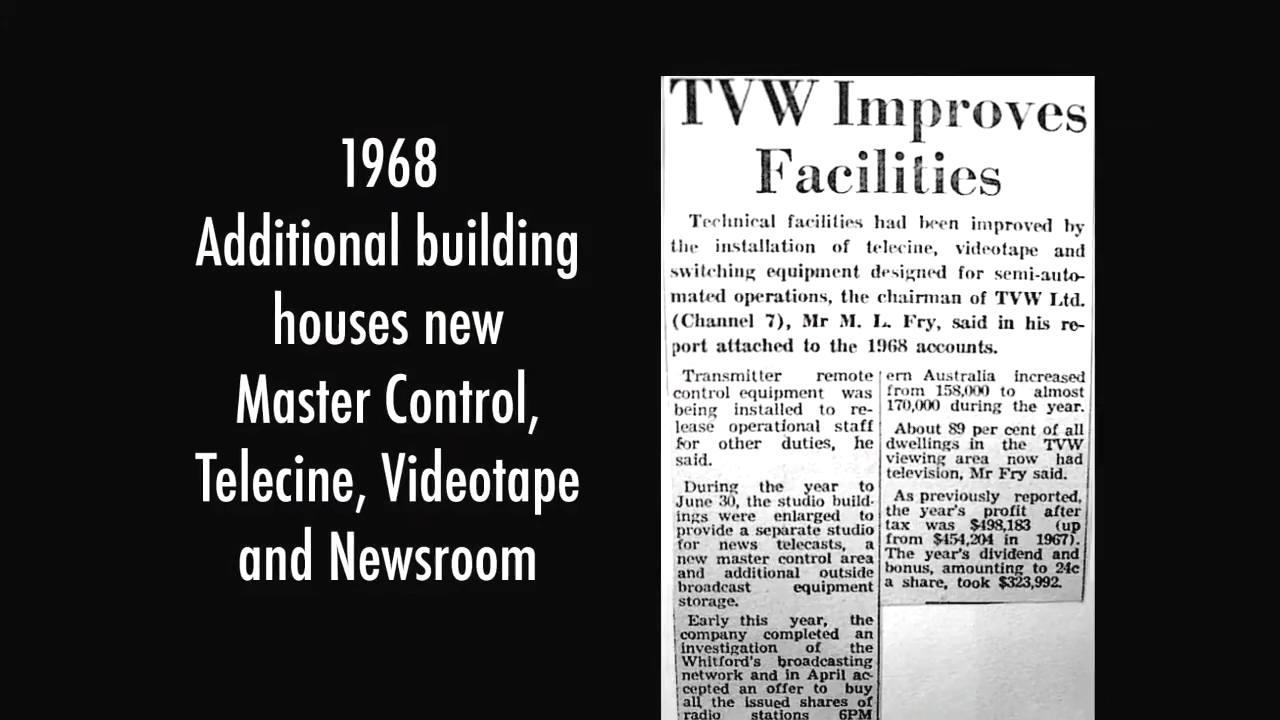 1968
Additional building
houses new
Master Control,
Telecine, Videotape
and Newsroom
TVW Improves
Facilities
Technical facilities had been improved by
the installation of telecine, videotape and
switching equipment designed for semi-auto-
mated operations, the chairman of TVW Ltd.
(Channel 7), Mr M. L. Fry, said in his re-
port attached to the 1968 accounts.
Transmitter remote
control equipment was
being installed to re-
lease operational staff
for other duties, he
said.
During the year to
June 30, the studio build-
ings were enlarged to
provide a separate studio
for news telecasts, a
new master control area
and additional outside
broadcast equipment
storage.
Early this year, the
company completed an
investigation of the
Whitford's broadcasting
network and in April ac-
cepted an offer to buy
all the issued shares of
radio stations 6PM
ern Australia increased
from 158,000 to almost
170,000 during the year.
About 89 per cent of all
dwellings in the TVW
viewing area now had
television, Mr Fry said.
As previously reported,
the year's profit after
tax was $498,183 (up
from $454,204 in 1967).
The year's dividend and
bonus, amounting to 24c
a share, took $323,992.